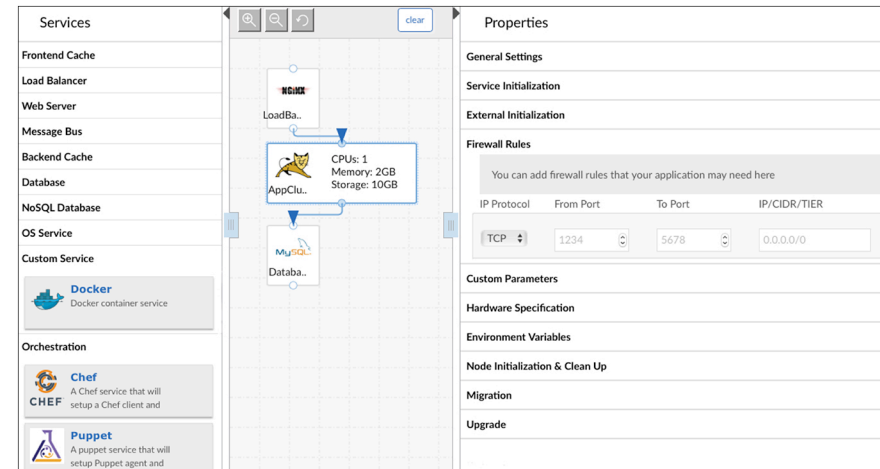 Services
Frontend Cache
Load Balancer
Web Server
Message Bus
Backend Cache
Database
NoSQL Database
OS Service
Custom Service
Docker
Docker container service
Orchestration
CHEF
Chef
A Chef service that will
setup a Chef client and
Puppet
A puppet service that will
setup Puppet agent and
clear
NGiNX
LoadBa..
CPUs: 1
Memory: 2GB
Storage: 10GB
AppClu..
MySQL
Databa..
Properties
General Settings
Service Initialization
External Initialization
Firewall Rules
You can add firewall rules that your application may need here
IP Protocol From Port To Port IP/CIDR/TIER
TCP 1234 5678 0.0.0.0/0
Custom Parameters
Hardware Specification
Environment Variables
Node Initialization & Clean Up
Migration
Upgrade